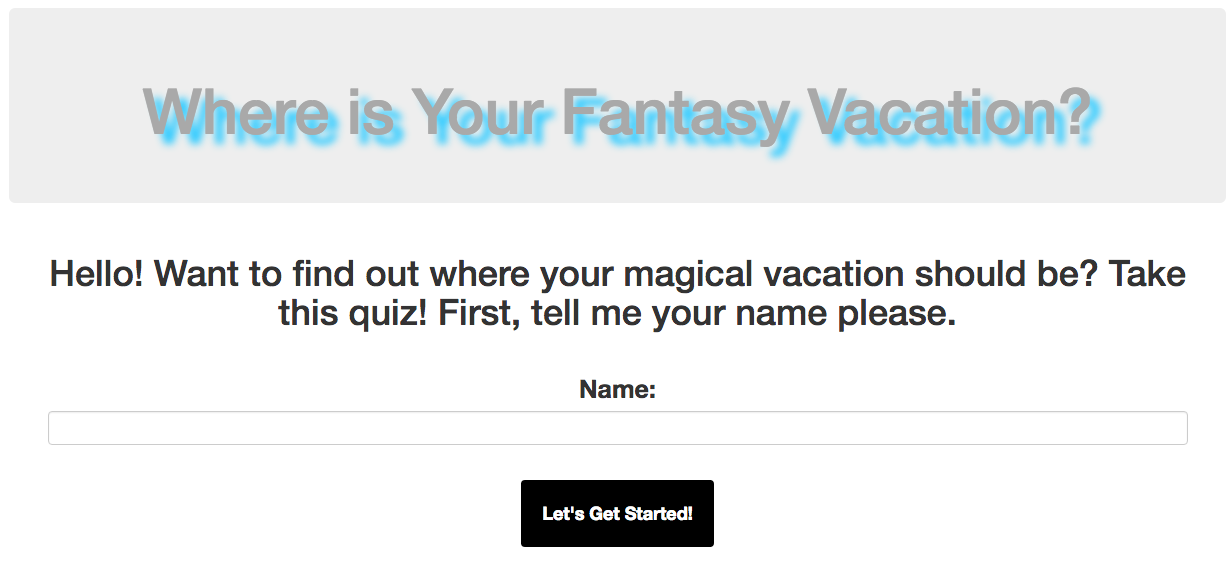 Where is Your Fantasy Vacation?
Hello! Want to find out where your magical vacation should be? Take
this quiz! First, tell me your name please.
Name:
Let's Get Started!